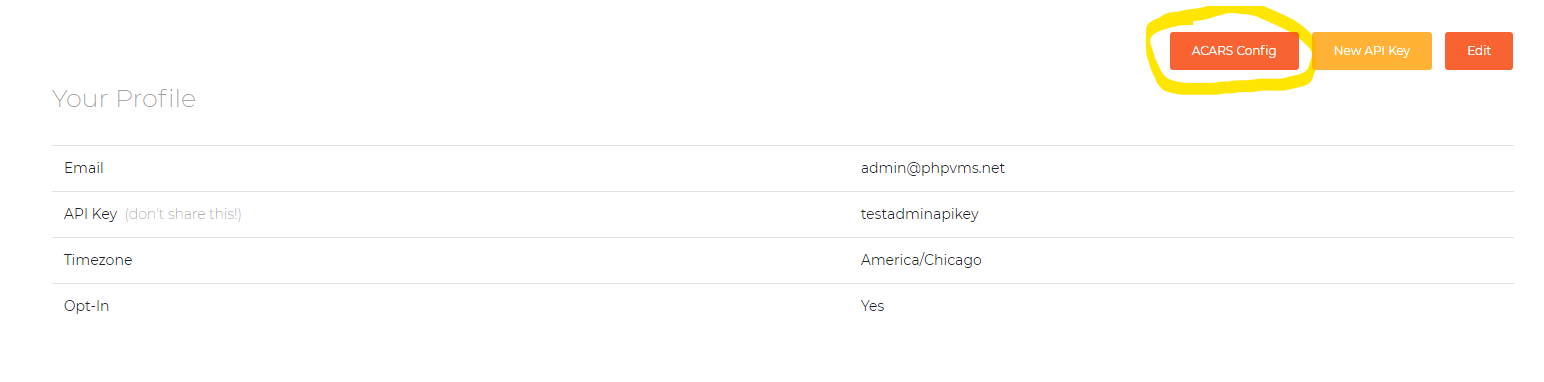 ACARS Config New API Key Edit
Your Profile
Email admin@phpvms.net
API Key (don't share this!) testadminapikey
Timezone America/Chicago
Opt-In Yes